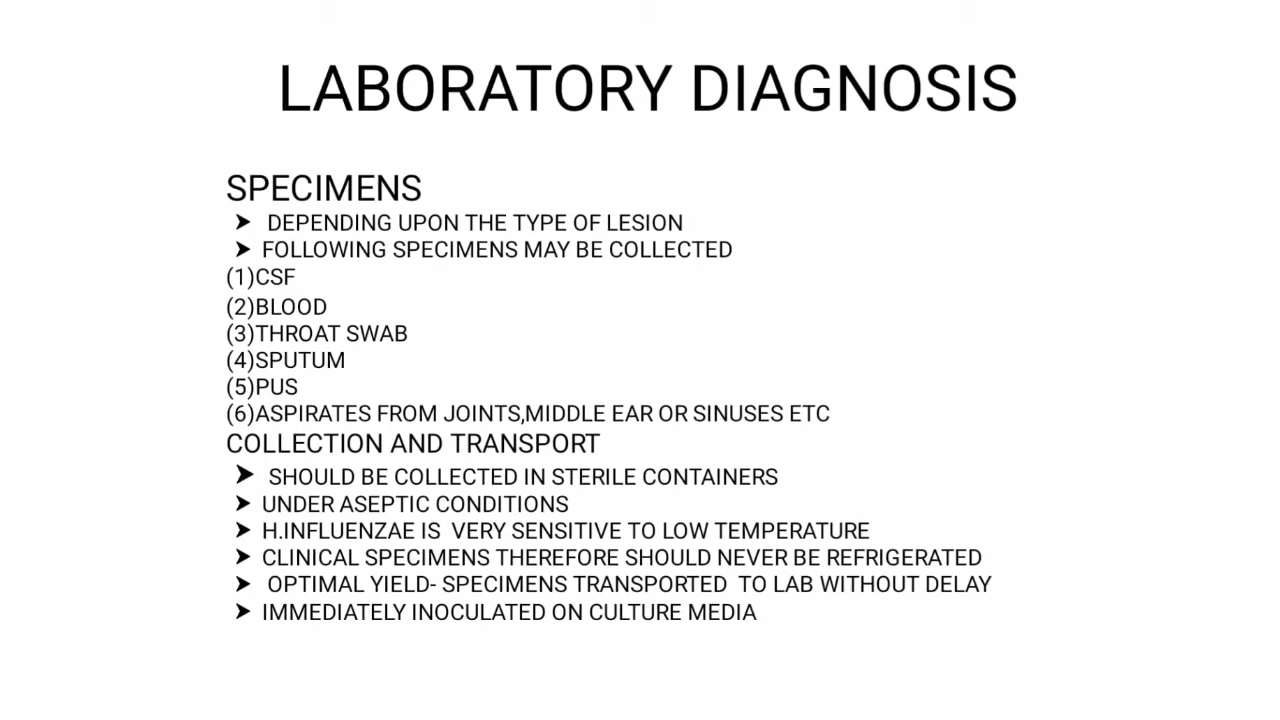 LABORATORY DIAGNOSIS
SPECIMENS
➤ DEPENDING UPON THE TYPE OF LESION
➤ FOLLOWING SPECIMENS MAY BE COLLECTED
(1)CSF
(2)BLOOD
(3)THROAT SWAB
(4)SPUTUM
(5)PUS
(6)ASPIRATES FROM JOINTS,MIDDLE EAR OR SINUSES ETC
COLLECTION AND TRANSPORT
➤ SHOULD BE COLLECTED IN STERILE CONTAINERS
➤ UNDER ASEPTIC CONDITIONS
➤ H.INFLUENZAE IS VERY SENSITIVE TO LOW TEMPERATURE
➤ CLINICAL SPECIMENS THEREFORE SHOULD NEVER BE REFRIGERATED
➤ OPTIMAL YIELD- SPECIMENS TRANSPORTED TO LAB WITHOUT DELAY
➤ IMMEDIATELY INOCULATED ON CULTURE MEDIA